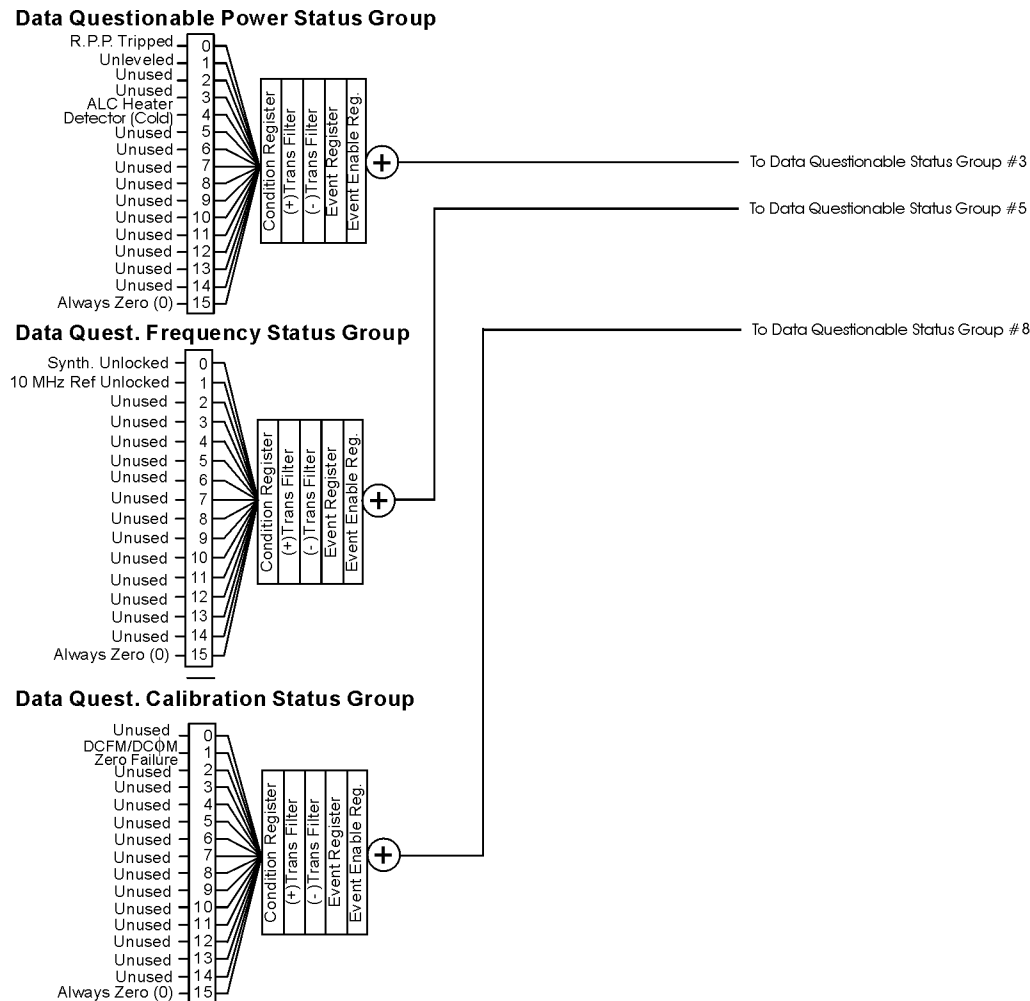 Data Questionable Power Status Group
R.P.P. Tripped 0
Unleveled 1
Unused 2
Unused 3
ALC Heater
Detector (Cold) 4
Unused 5
Unused 6
Unused 7
Unused 8
Unused 9
Unused 10
Unused 11
Unused 12
Unused 13
Unused 14
Always Zero (0) 15
Condition Register
(+)Trans Filter
(-)Trans Filter
Event Register
Event Enable Reg.
+
To Data Questionable Status Group #3
To Data Questionable Status Group #5
To Data Questionable Status Group #8
Data Quest. Frequency Status Group
Synth. Unlocked 0
10 MHz Ref Unlocked 1
Unused 2
Unused 3
Unused 4
Unused 5
Unused 6
Unused 7
Unused 8
Unused 9
Unused 10
Unused 11
Unused 12
Unused 13
Unused 14
Always Zero (0) 15
Condition Register
(+)Trans Filter
(-)Trans Filter
Event Register
Event Enable Reg.
+
Data Quest. Calibration Status Group
Unused 0
DCFM/DCΦM
Zero Failure 1
Unused 2
Unused 3
Unused 4
Unused 5
Unused 6
Unused 7
Unused 8
Unused 9
Unused 10
Unused 11
Unused 12
Unused 13
Unused 14
Always Zero (0) 15
Condition Register
(+)Trans Filter
(-)Trans Filter
Event Register
Event Enable Reg.
+